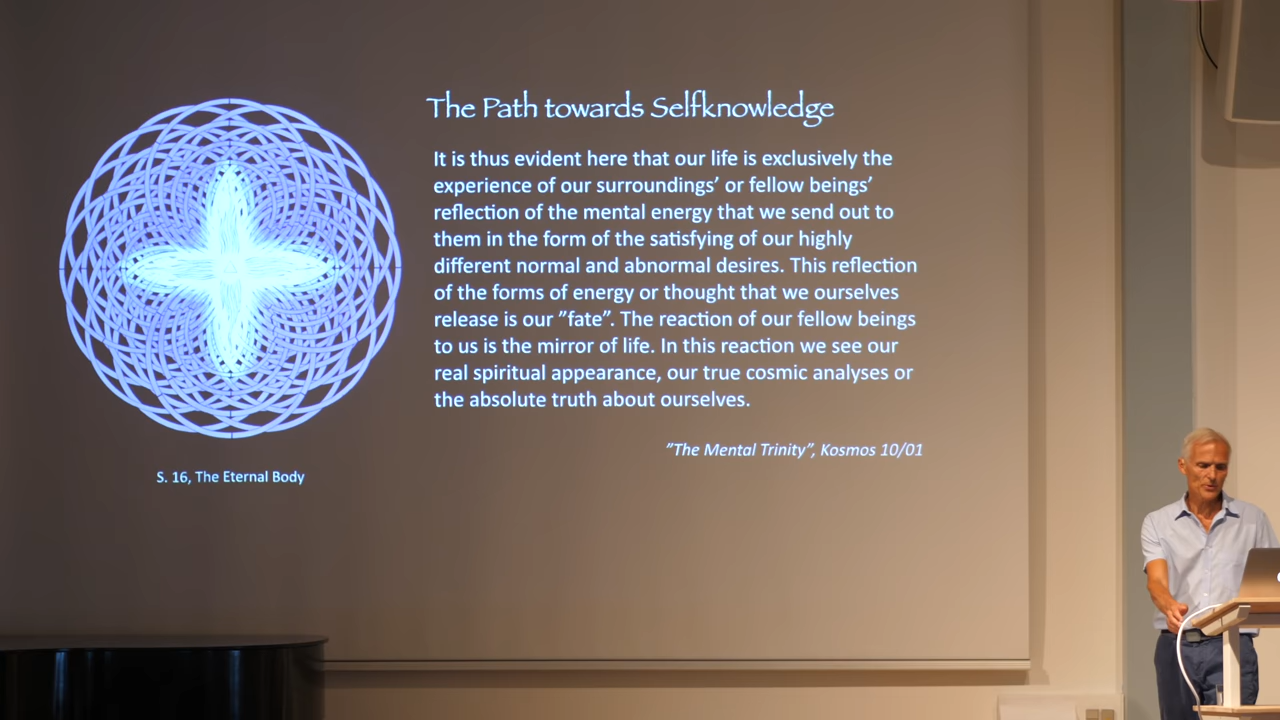 The Path towards Selfknowledge
It is thus evident here that our life is exclusively the
experience of our surroundings’ or fellow beings’
reflection of the mental energy that we send out to
them in the form of the satisfying of our highly
different normal and abnormal desires. This reflection
of the forms of energy or thought that we ourselves
release is our ”fate”. The reaction of our fellow beings
to us is the mirror of life. In this reaction we see our
real spiritual appearance, our true cosmic analyses or
the absolute truth about ourselves.
”The Mental Trinity”, Kosmos 10/01
S. 16, The Eternal Body